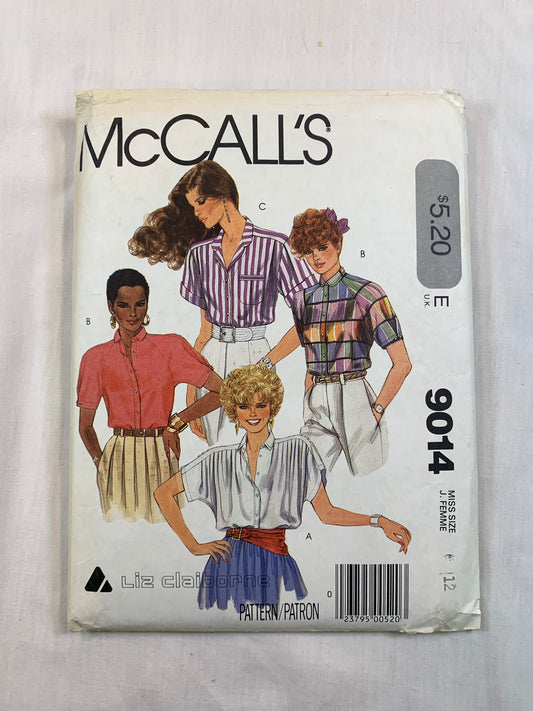 McCALL'S®
$5.20
E
U.K.
C
B
B
9014
MISS SIZE
J. FEMME
12
A
Liz claiborne
PATTERN/PATRON
0
23795 00520